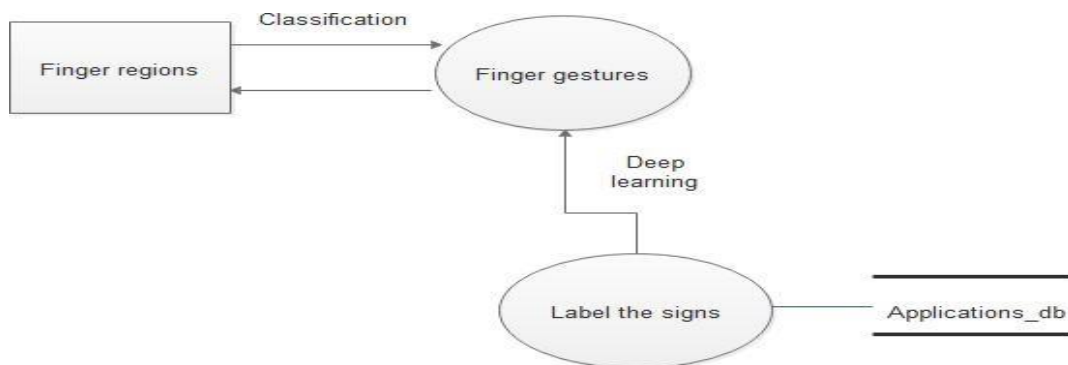 Classification
Finger regions
Finger gestures
Deep
learning
Label the signs
Applications_db